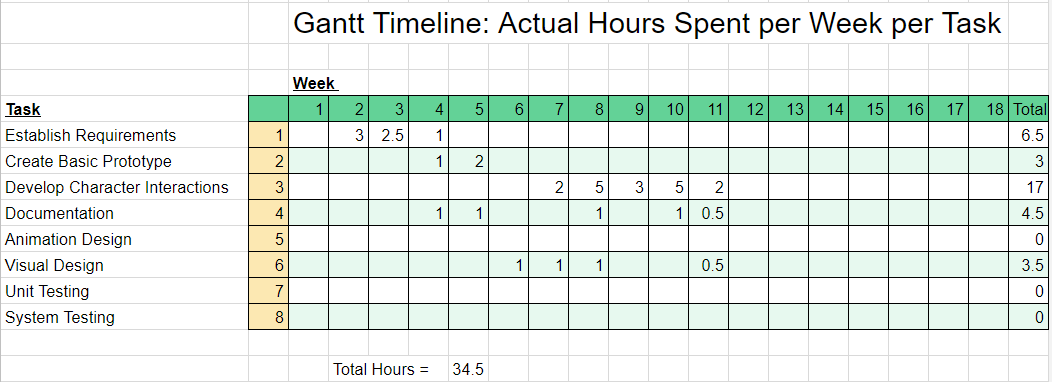 Gantt Timeline: Actual Hours Spent per Week per Task
Week
Task 1 2 3 4 5 6 7 8 9 10 11 12 13 14 15 16 17 18 Total
Establish Requirements 1 3 2.5 1 6.5
Create Basic Prototype 2 1 2 3
Develop Character Interactions 3 2 5 3 5 2 17
Documentation 4 1 1 1 1 0.5 4.5
Animation Design 5 0
Visual Design 6 1 1 1 0.5 3.5
Unit Testing 7 0
System Testing 8 0
Total Hours = 34.5